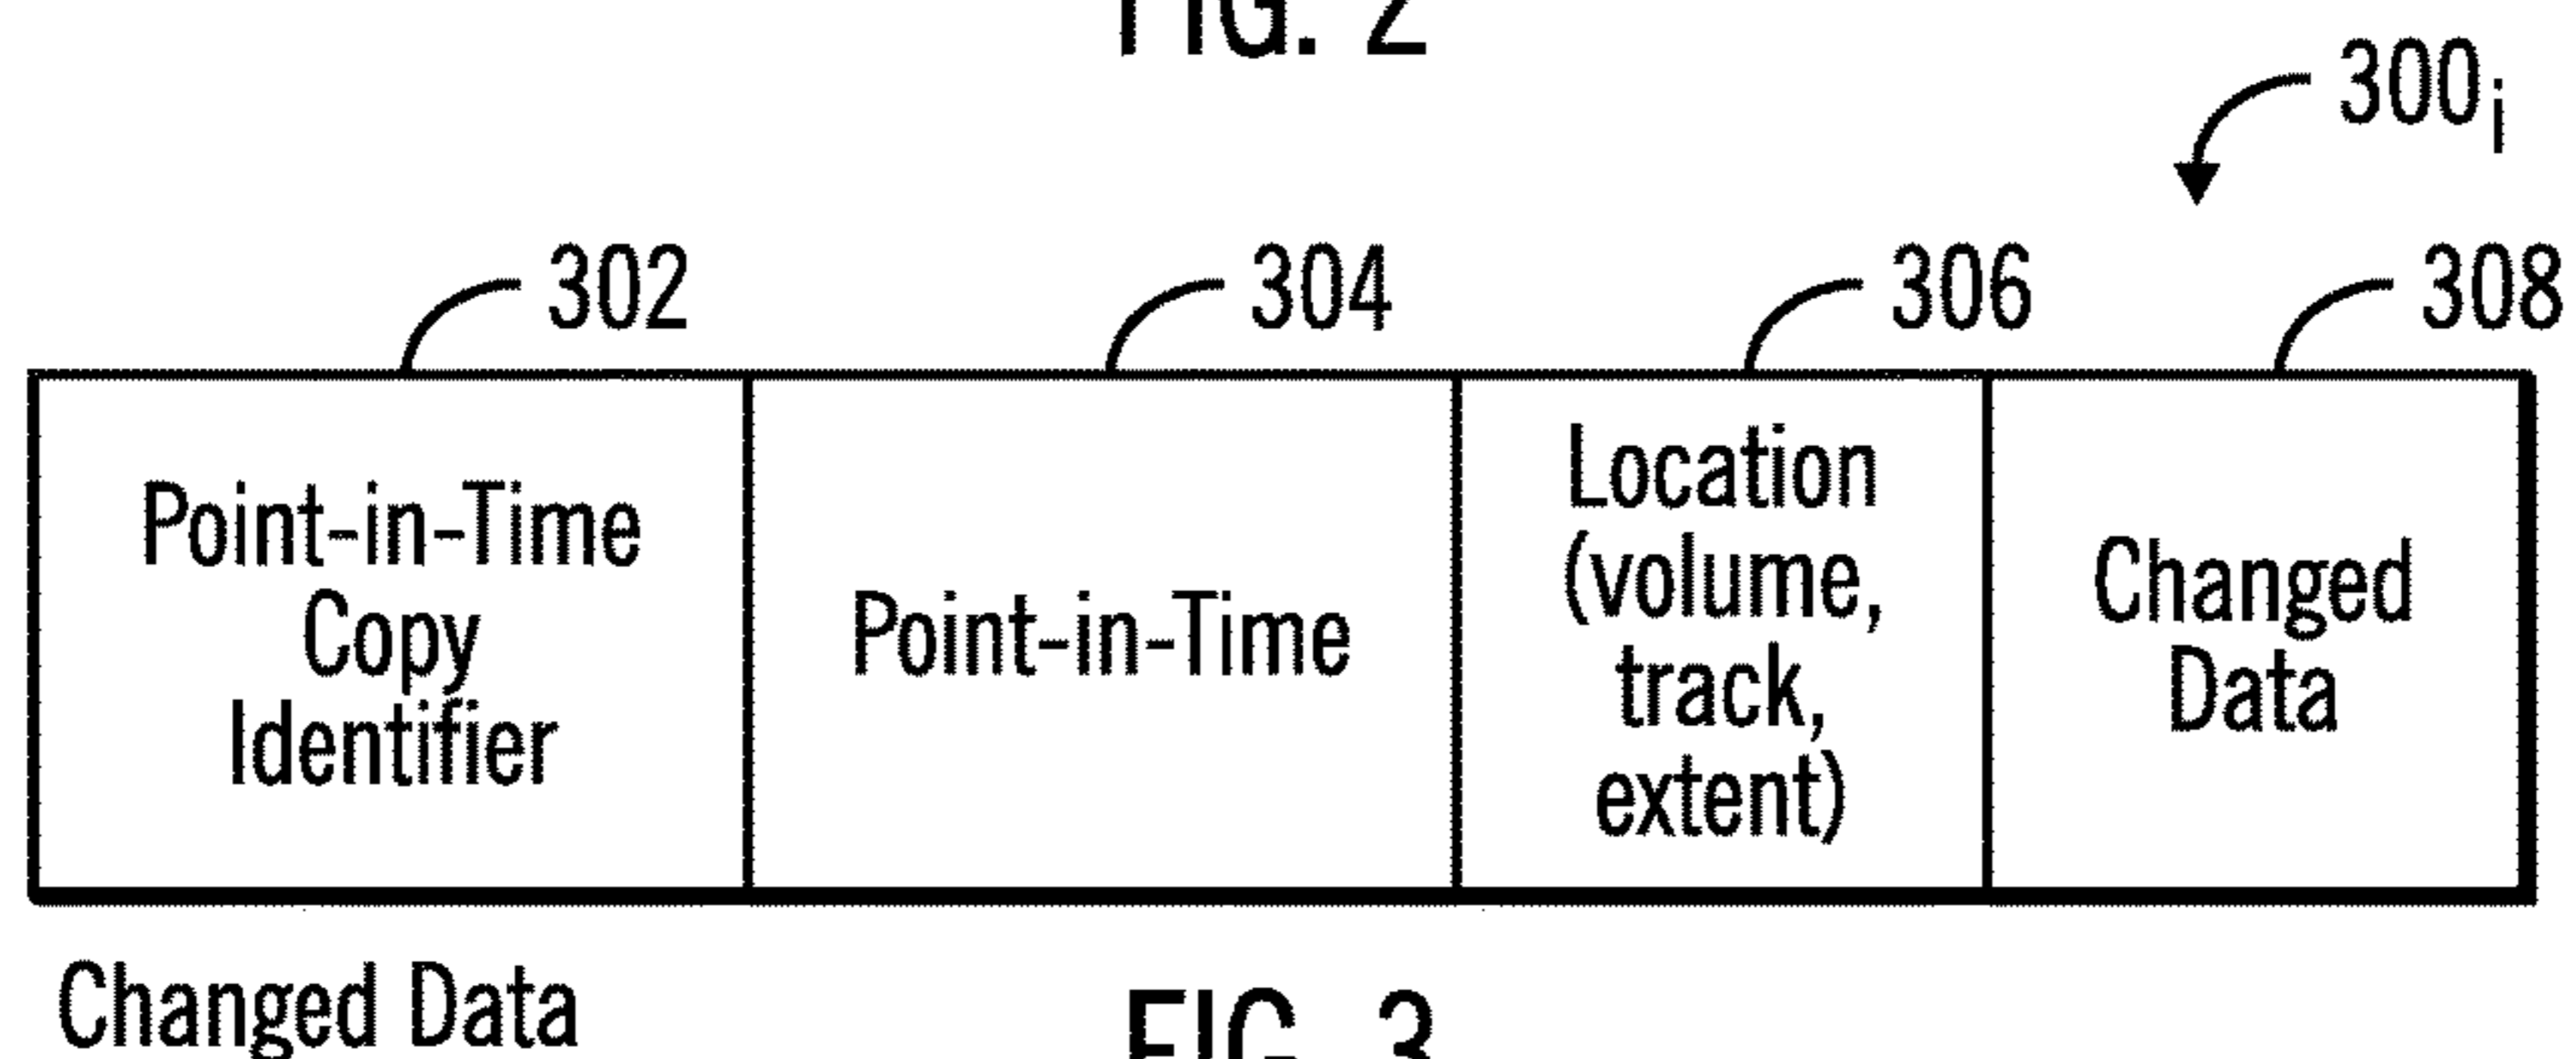 FIG. 2
300i
302 304 306 308
Point-in-Time
Copy
Identifier
Point-in-Time
Location
(volume,
track,
extent)
Changed
Data
Changed Data
FIG. 3